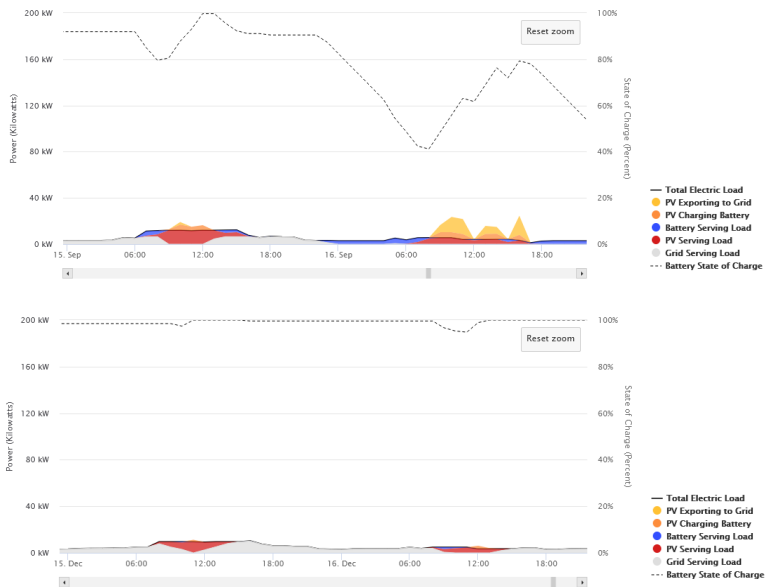 200 kW
160 kW
120 kW
80 kW
40 kW
0 kW
Power (Kilowatts)
100%
80%
60%
40%
20%
0%
State of Charge (Percent)
Reset zoom
15. Sep
06:00
12:00
18:00
16. Sep
06:00
12:00
18:00
Total Electric Load
PV Exporting to Grid
PV Charging Battery
Battery Serving Load
PV Serving Load
Grid Serving Load
Battery State of Charge
200 kW
160 kW
120 kW
80 kW
40 kW
0 kW
Power (Kilowatts)
100%
80%
60%
40%
20%
0%
State of Charge (Percent)
Reset zoom
15. Dec
06:00
12:00
18:00
16. Dec
06:00
12:00
18:00
Total Electric Load
PV Exporting to Grid
PV Charging Battery
Battery Serving Load
PV Serving Load
Grid Serving Load
Battery State of Charge